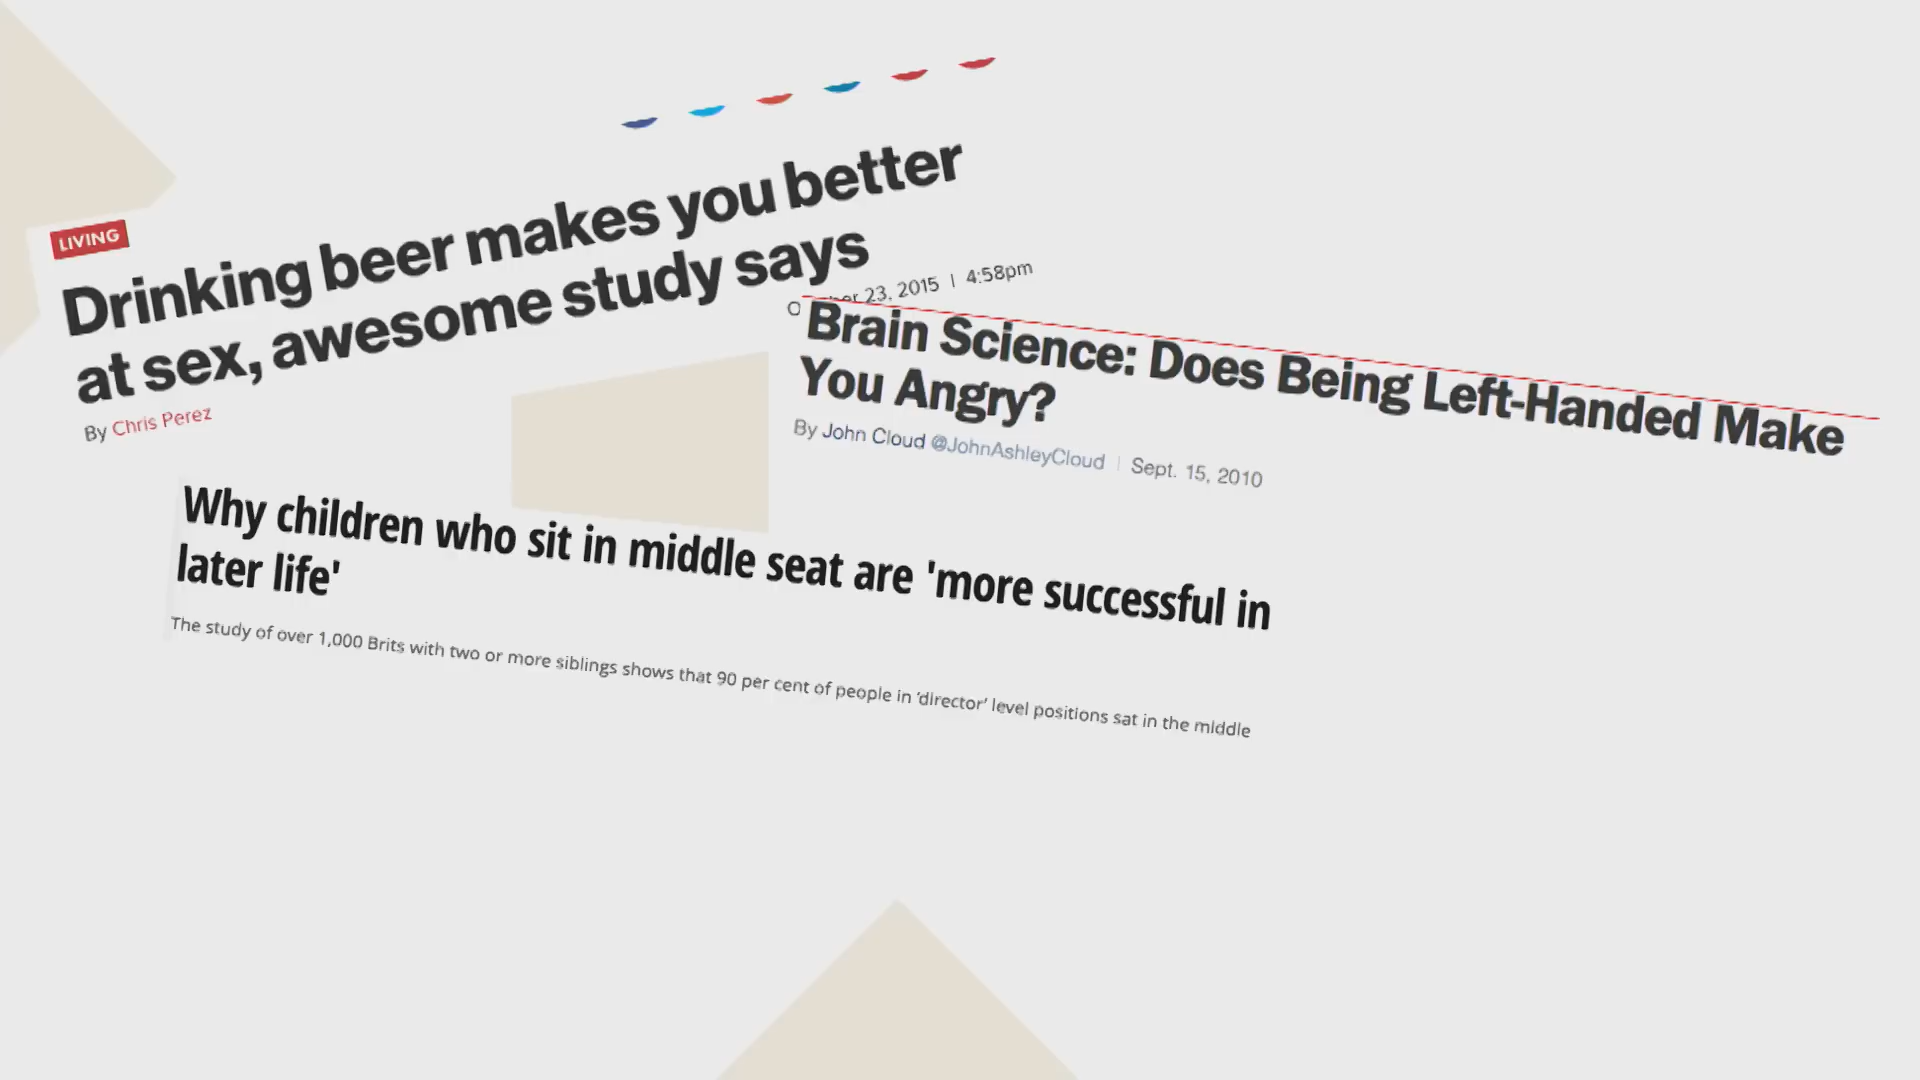 LIVING
Drinking beer makes you better
at sex, awesome study says
By Chris Perez
23, 2015 | 4:58pm
Brain Science: Does Being Left-Handed Make
You Angry?
By John Cloud @JohnAshleyCloud | Sept. 15, 2010
Why children who sit in middle seat are 'more successful in
later life'
The study of over 1,000 Brits with two or more siblings shows that 90 per cent of people in ‘director’ level positions sat in the middle